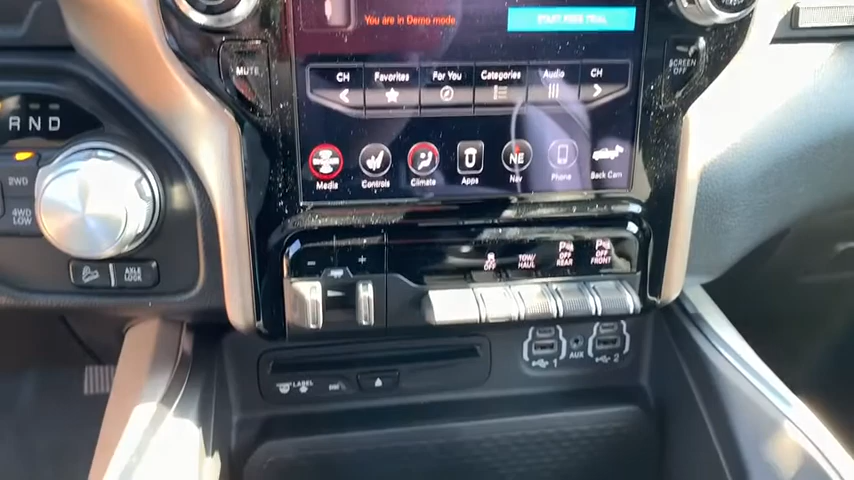 START FREE TRIAL
You are in Demo mode
MUTE
SCREEN
OFF
CH Favorites For You Categories Audio CH
R N D
2WD
4WD
LOW
Media Controls Climate Apps Nav Phone Back Cam
NE
AXLE
LOCK
OFF
TOW
HAUL
P OFF
REAR
P OFF
FRONT
LABEL
1 AUX 2